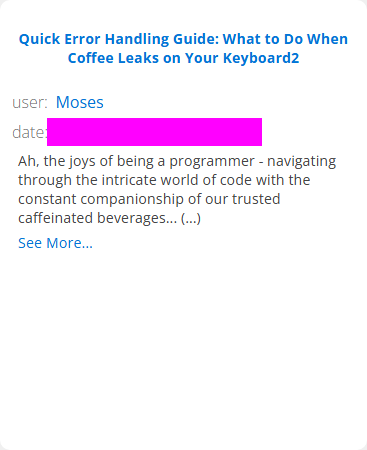 Quick Error Handling Guide: What to Do When
Coffee Leaks on Your Keyboard2
user: Moses
date:
Ah, the joys of being a programmer - navigating
through the intricate world of code with the
constant companionship of our trusted
caffeinated beverages... (...)
See More...